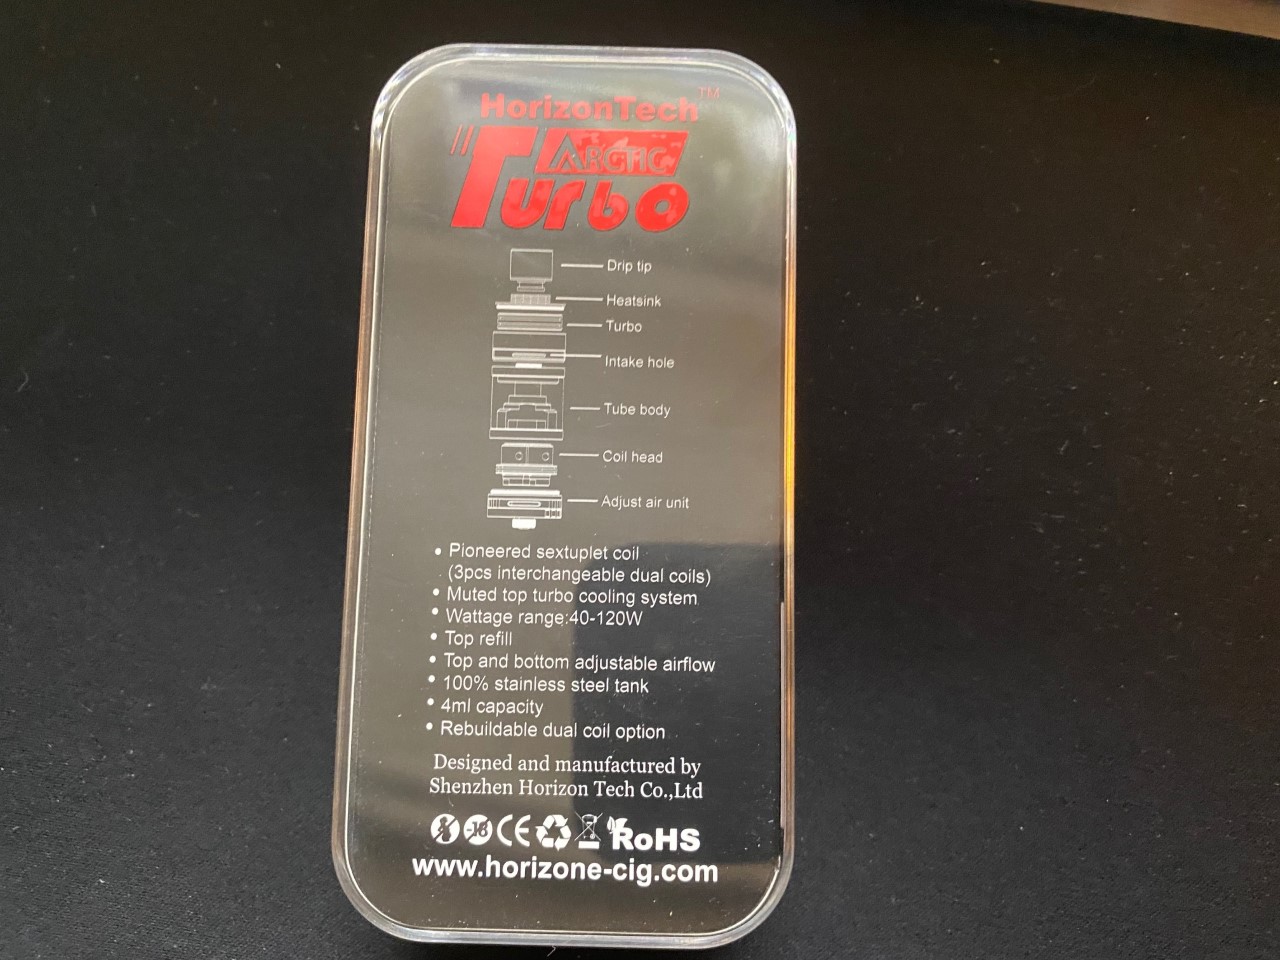 HorizonTech™
ARCTIC
Turbo
Drip tip
Heatsink
Turbo
Intake hole
Tube body
Coil head
Adjust air unit
• Pioneered sextuplet coil
(3pcs interchangeable dual coils)
• Muted top turbo cooling system
• Wattage range:40-120W
• Top refill
• Top and bottom adjustable airflow
• 100% stainless steel tank
• 4ml capacity
• Rebuildable dual coil option
Designed and manufactured by
Shenzhen Horizon Tech Co.,Ltd
-18 CE RoHS
www.horizone-cig.com